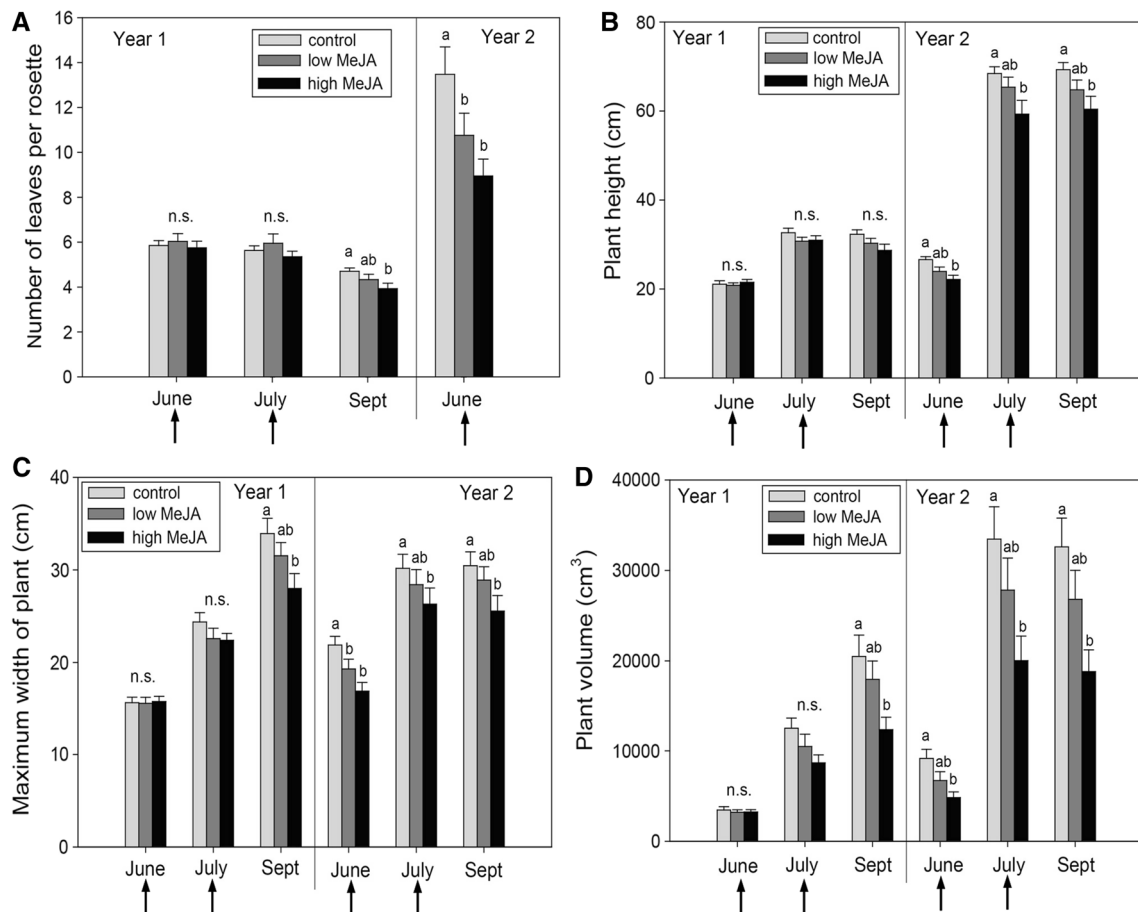 A
Number of leaves per rosette
16
14
12
10
8
6
4
2
0
Year 1
Year 2
control
low MeJA
high MeJA
n.s.
n.s.
a ab b
a b b
June July Sept June
B
Plant height (cm)
80
60
40
20
0
Year 1
Year 2
control
low MeJA
high MeJA
n.s.
n.s.
n.s.
a ab b
a ab b
a ab b
June July Sept June July Sept
C
Maximum width of plant (cm)
40
30
20
10
0
Year 1
Year 2
control
low MeJA
high MeJA
n.s.
n.s.
a ab b
a b b
a ab b
a ab b
June July Sept June July Sept
D
Plant volume (cm³)
40000
30000
20000
10000
0
Year 1
Year 2
control
low MeJA
high MeJA
n.s.
n.s.
a ab b
a ab b
a ab b
a ab b
June July Sept June July Sept